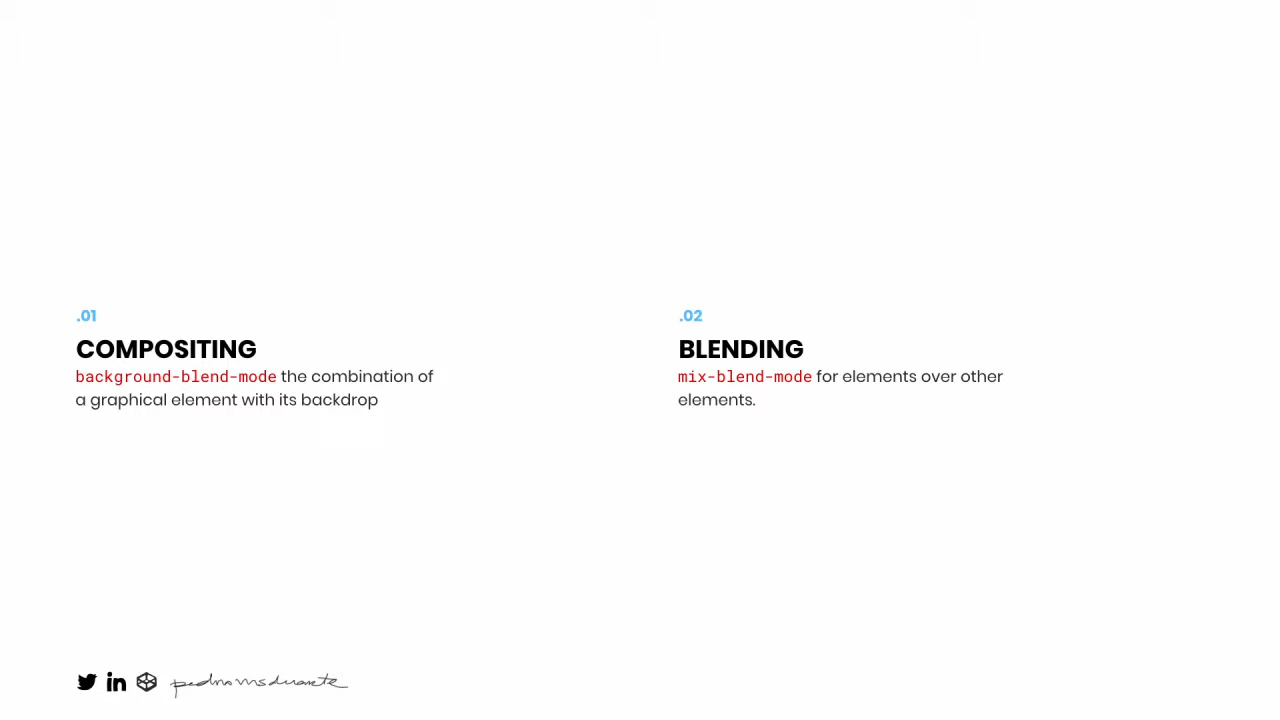 .01
COMPOSITING
background-blend-mode the combination of
a graphical element with its backdrop
.02
BLENDING
mix-blend-mode for elements over other
elements.
pedromsduarte